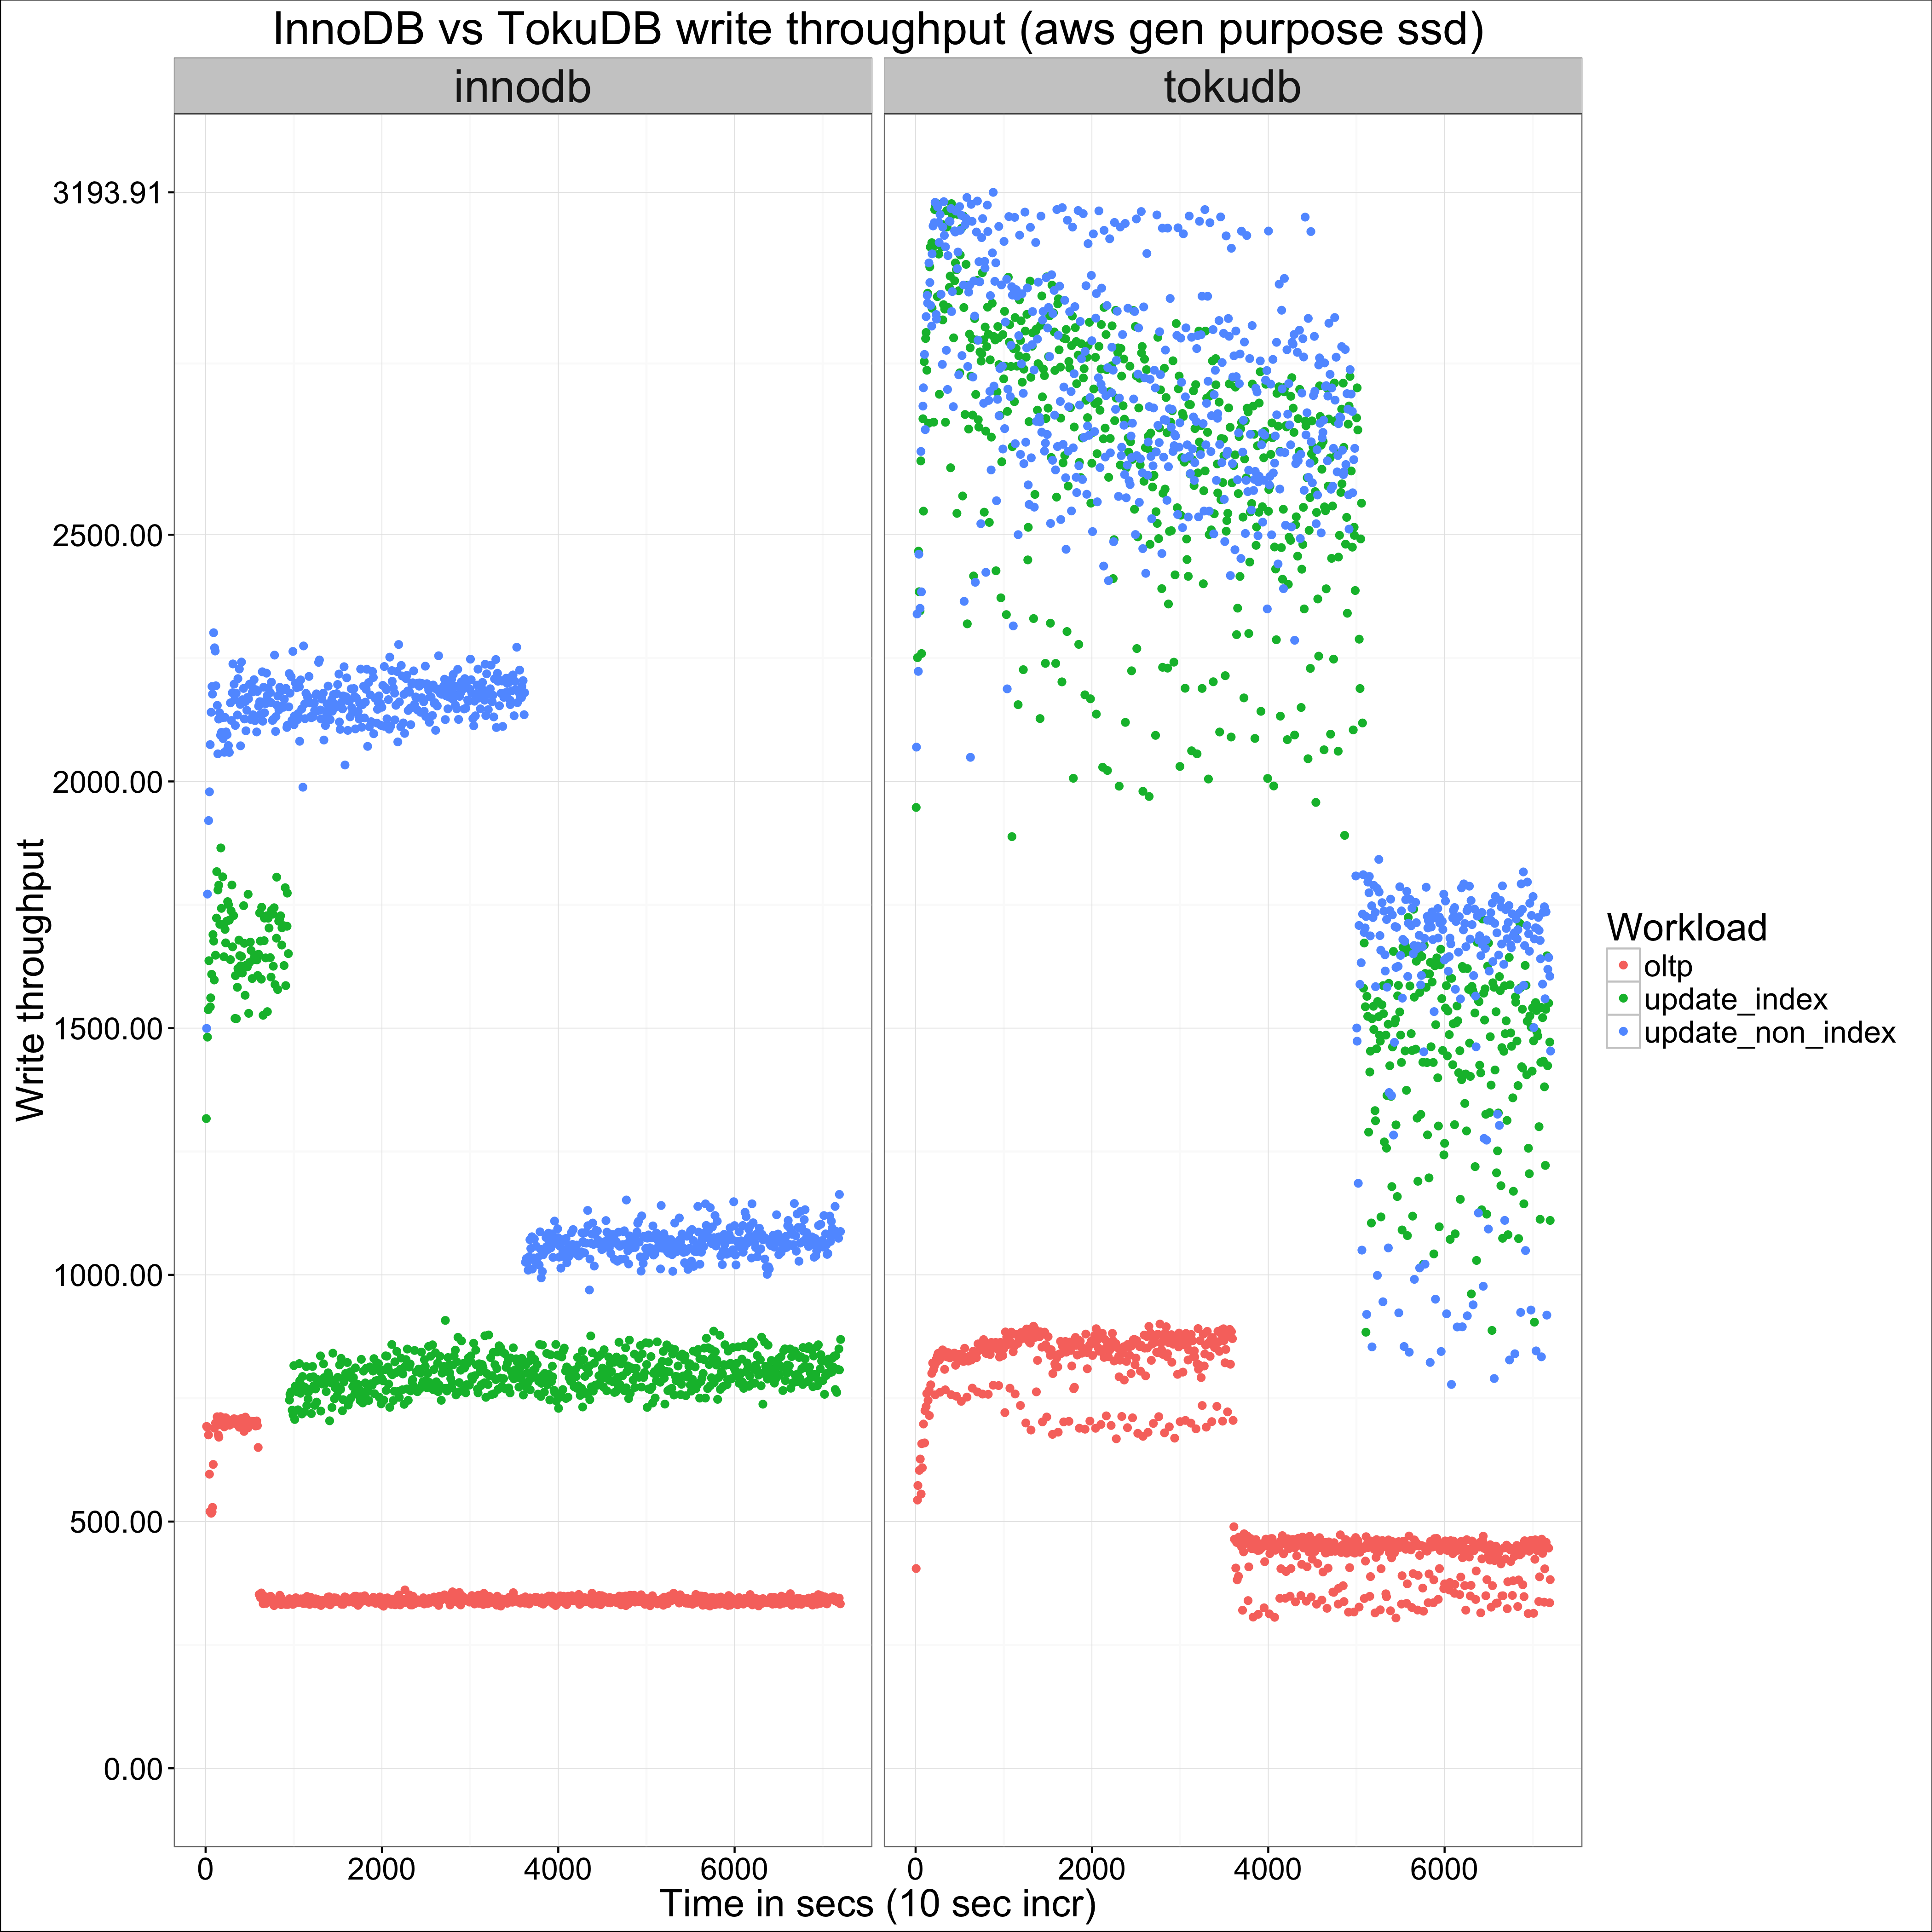 InnoDB vs TokuDB write throughput (aws gen purpose ssd)
innodb
tokudb
3193.91
2500.00
2000.00
1500.00
1000.00
500.00
0.00
Write throughput
0 2000 4000 6000
0 2000 4000 6000
Time in secs (10 sec incr)
Workload
oltp
update_index
update_non_index